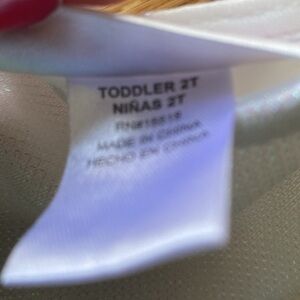 TODDLER 2T
NIÑAS 2T
MADE IN CHINA
HECHO EN CHINA